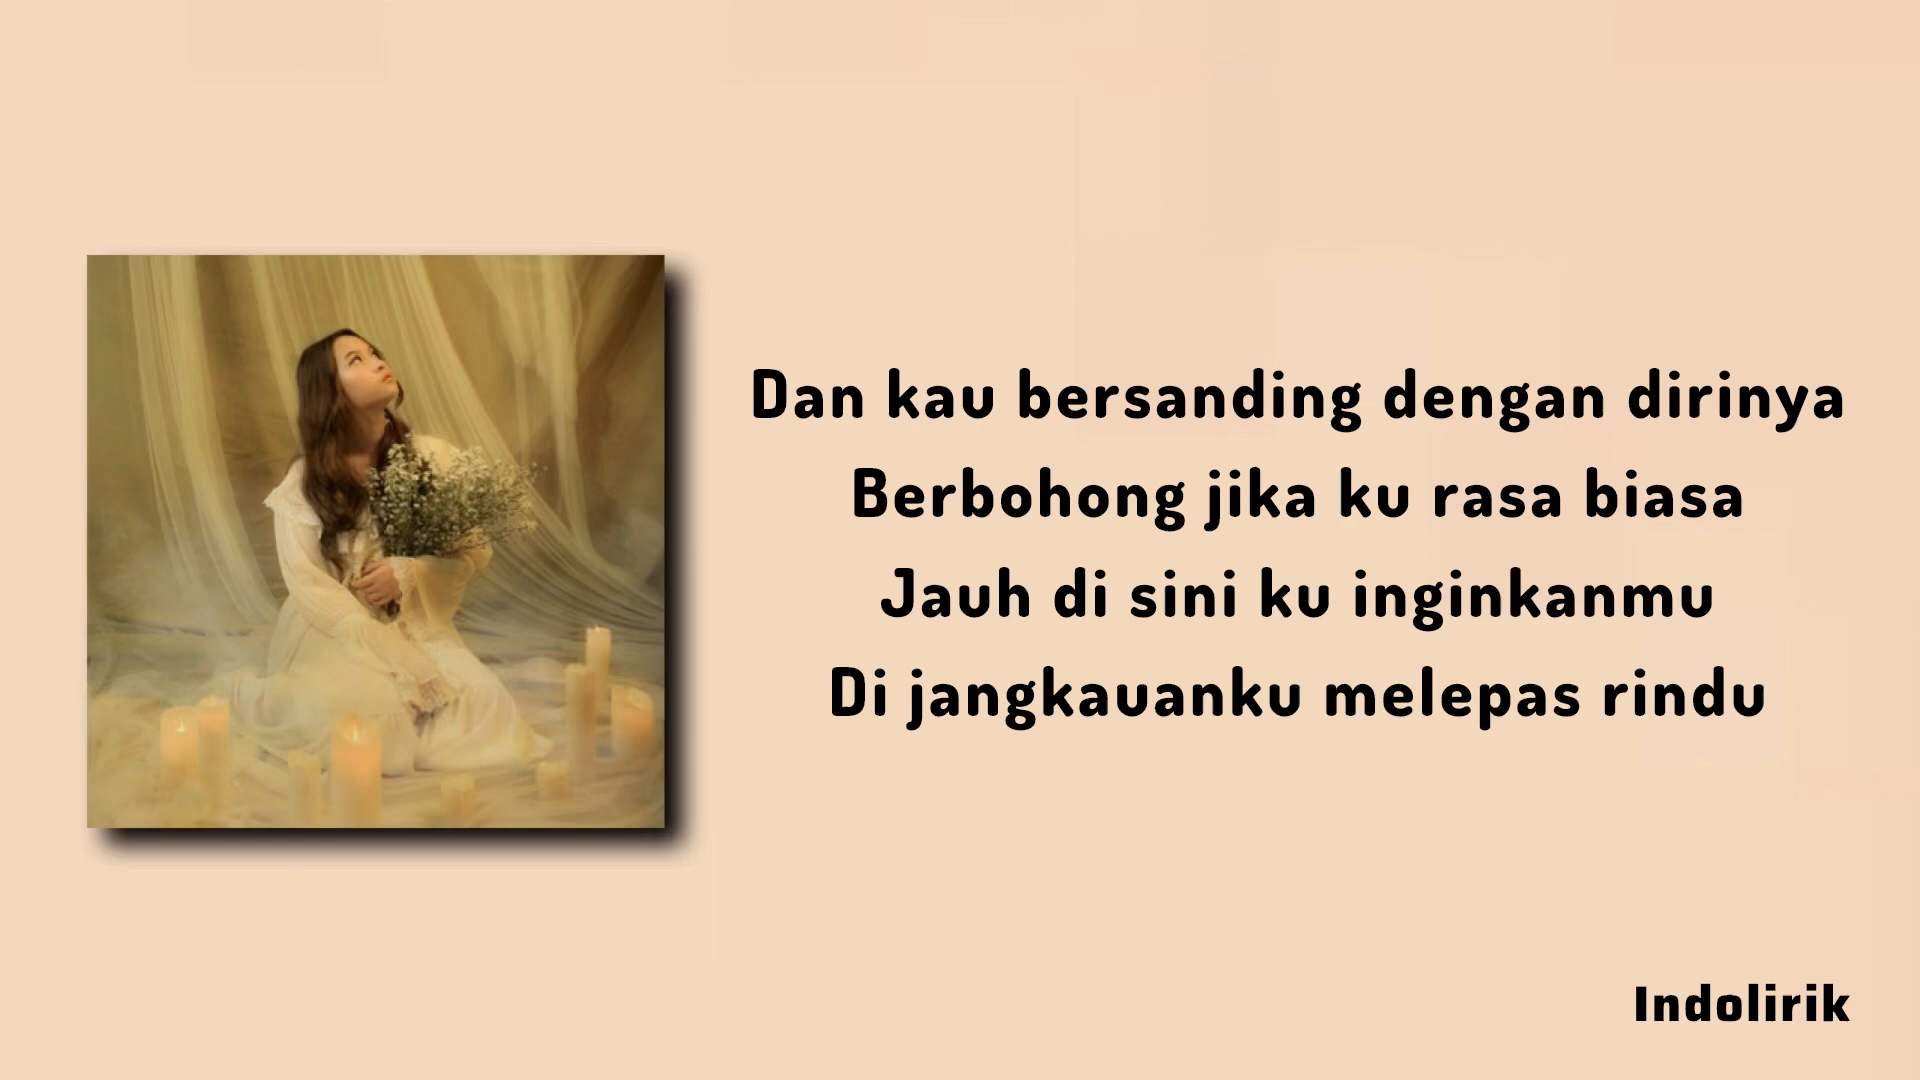 Dan kau bersanding dengan dirinya
Berbohong jika ku rasa biasa
Jauh di sini ku inginkanmu
Di jangkauanku melepas rindu
Indolirik